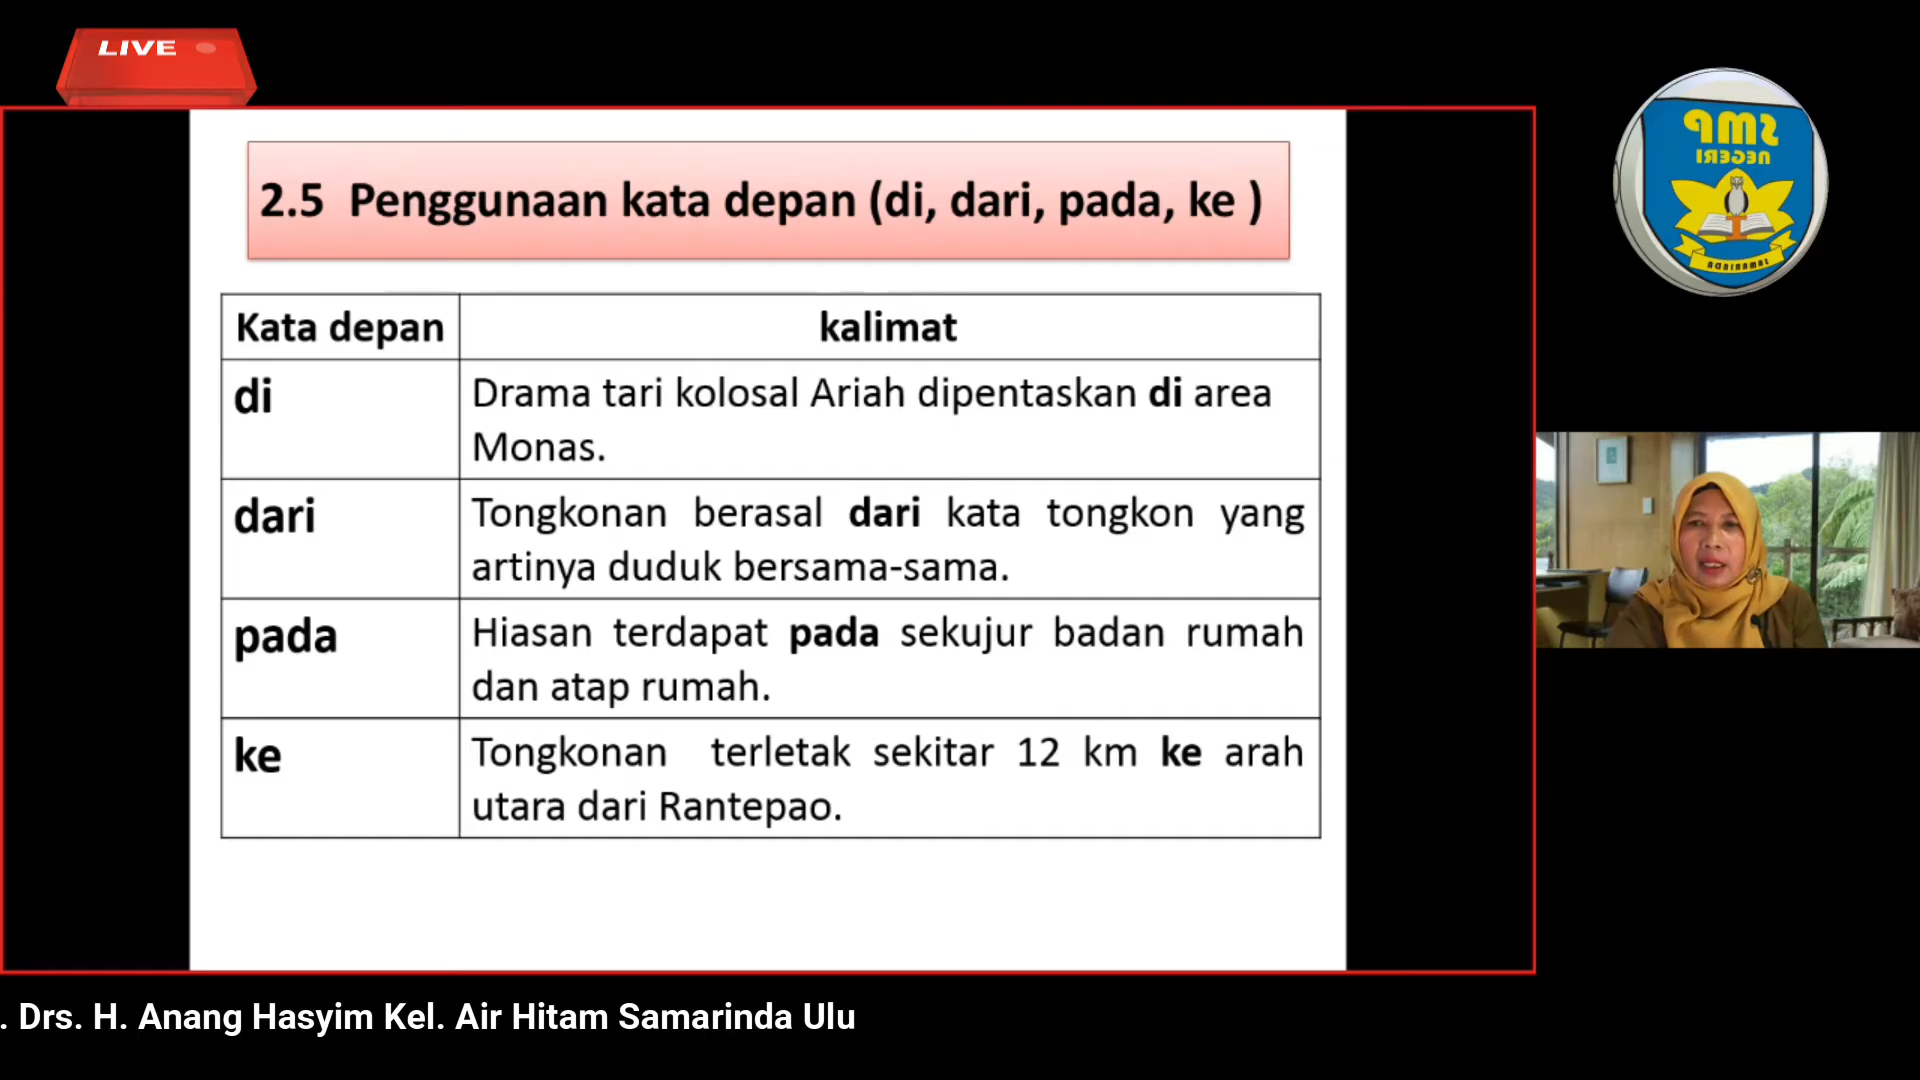 LIVE
SMP
NEGERI
SAMARINDA
2.5 Penggunaan kata depan (di, dari, pada, ke )
Kata depan
kalimat
di
Drama tari kolosal Ariah dipentaskan di area
Monas.
dari
Tongkonan berasal dari kata tongkon yang
artinya duduk bersama-sama.
pada
Hiasan terdapat pada sekujur badan rumah
dan atap rumah.
ke
Tongkonan terletak sekitar 12 km ke arah
utara dari Rantepao.
. Drs. H. Anang Hasyim Kel. Air Hitam Samarinda Ulu